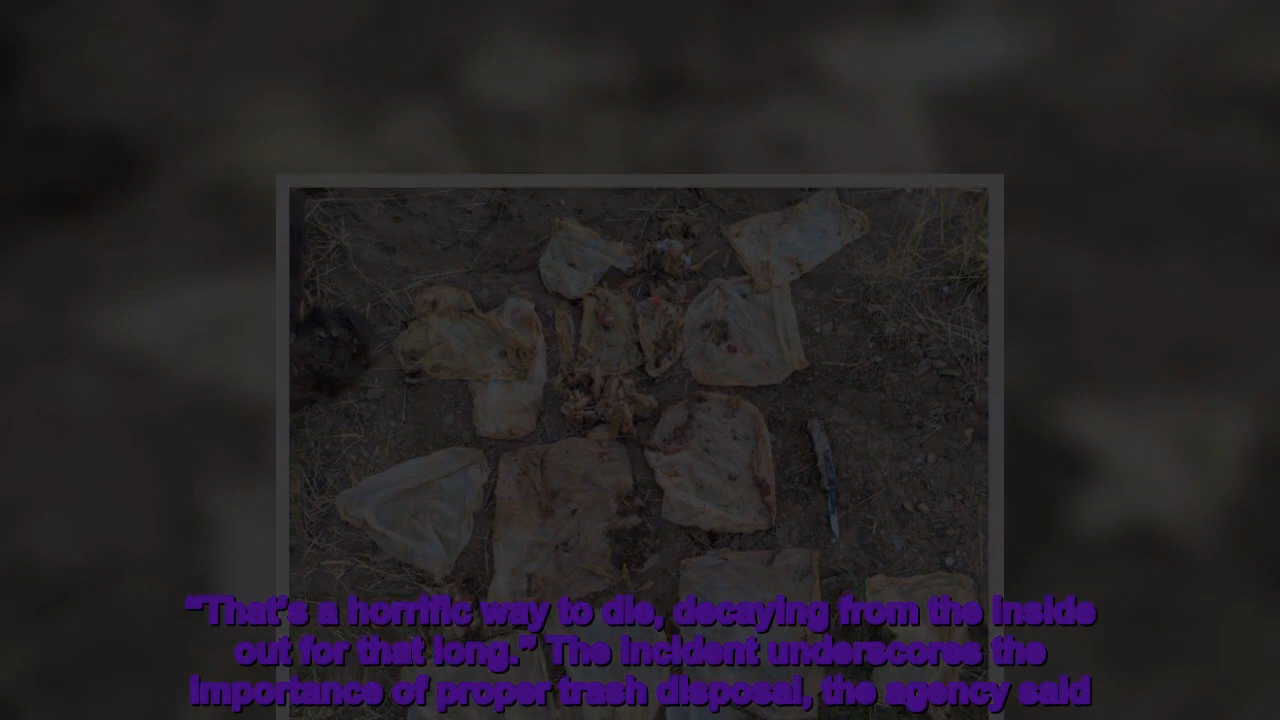 "That's a horrific way to die, decaying from the inside
out for that long." The incident underscores the
importance of proper trash disposal, the agency said